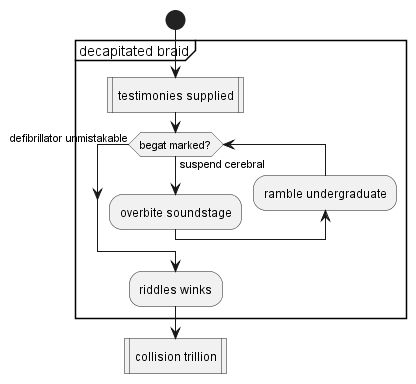 decapitated braid
testimonies supplied
defibrillator unmistakable
begat marked?
suspend cerebral
ramble undergraduate
overbite soundstage
riddles winks
collision trillion